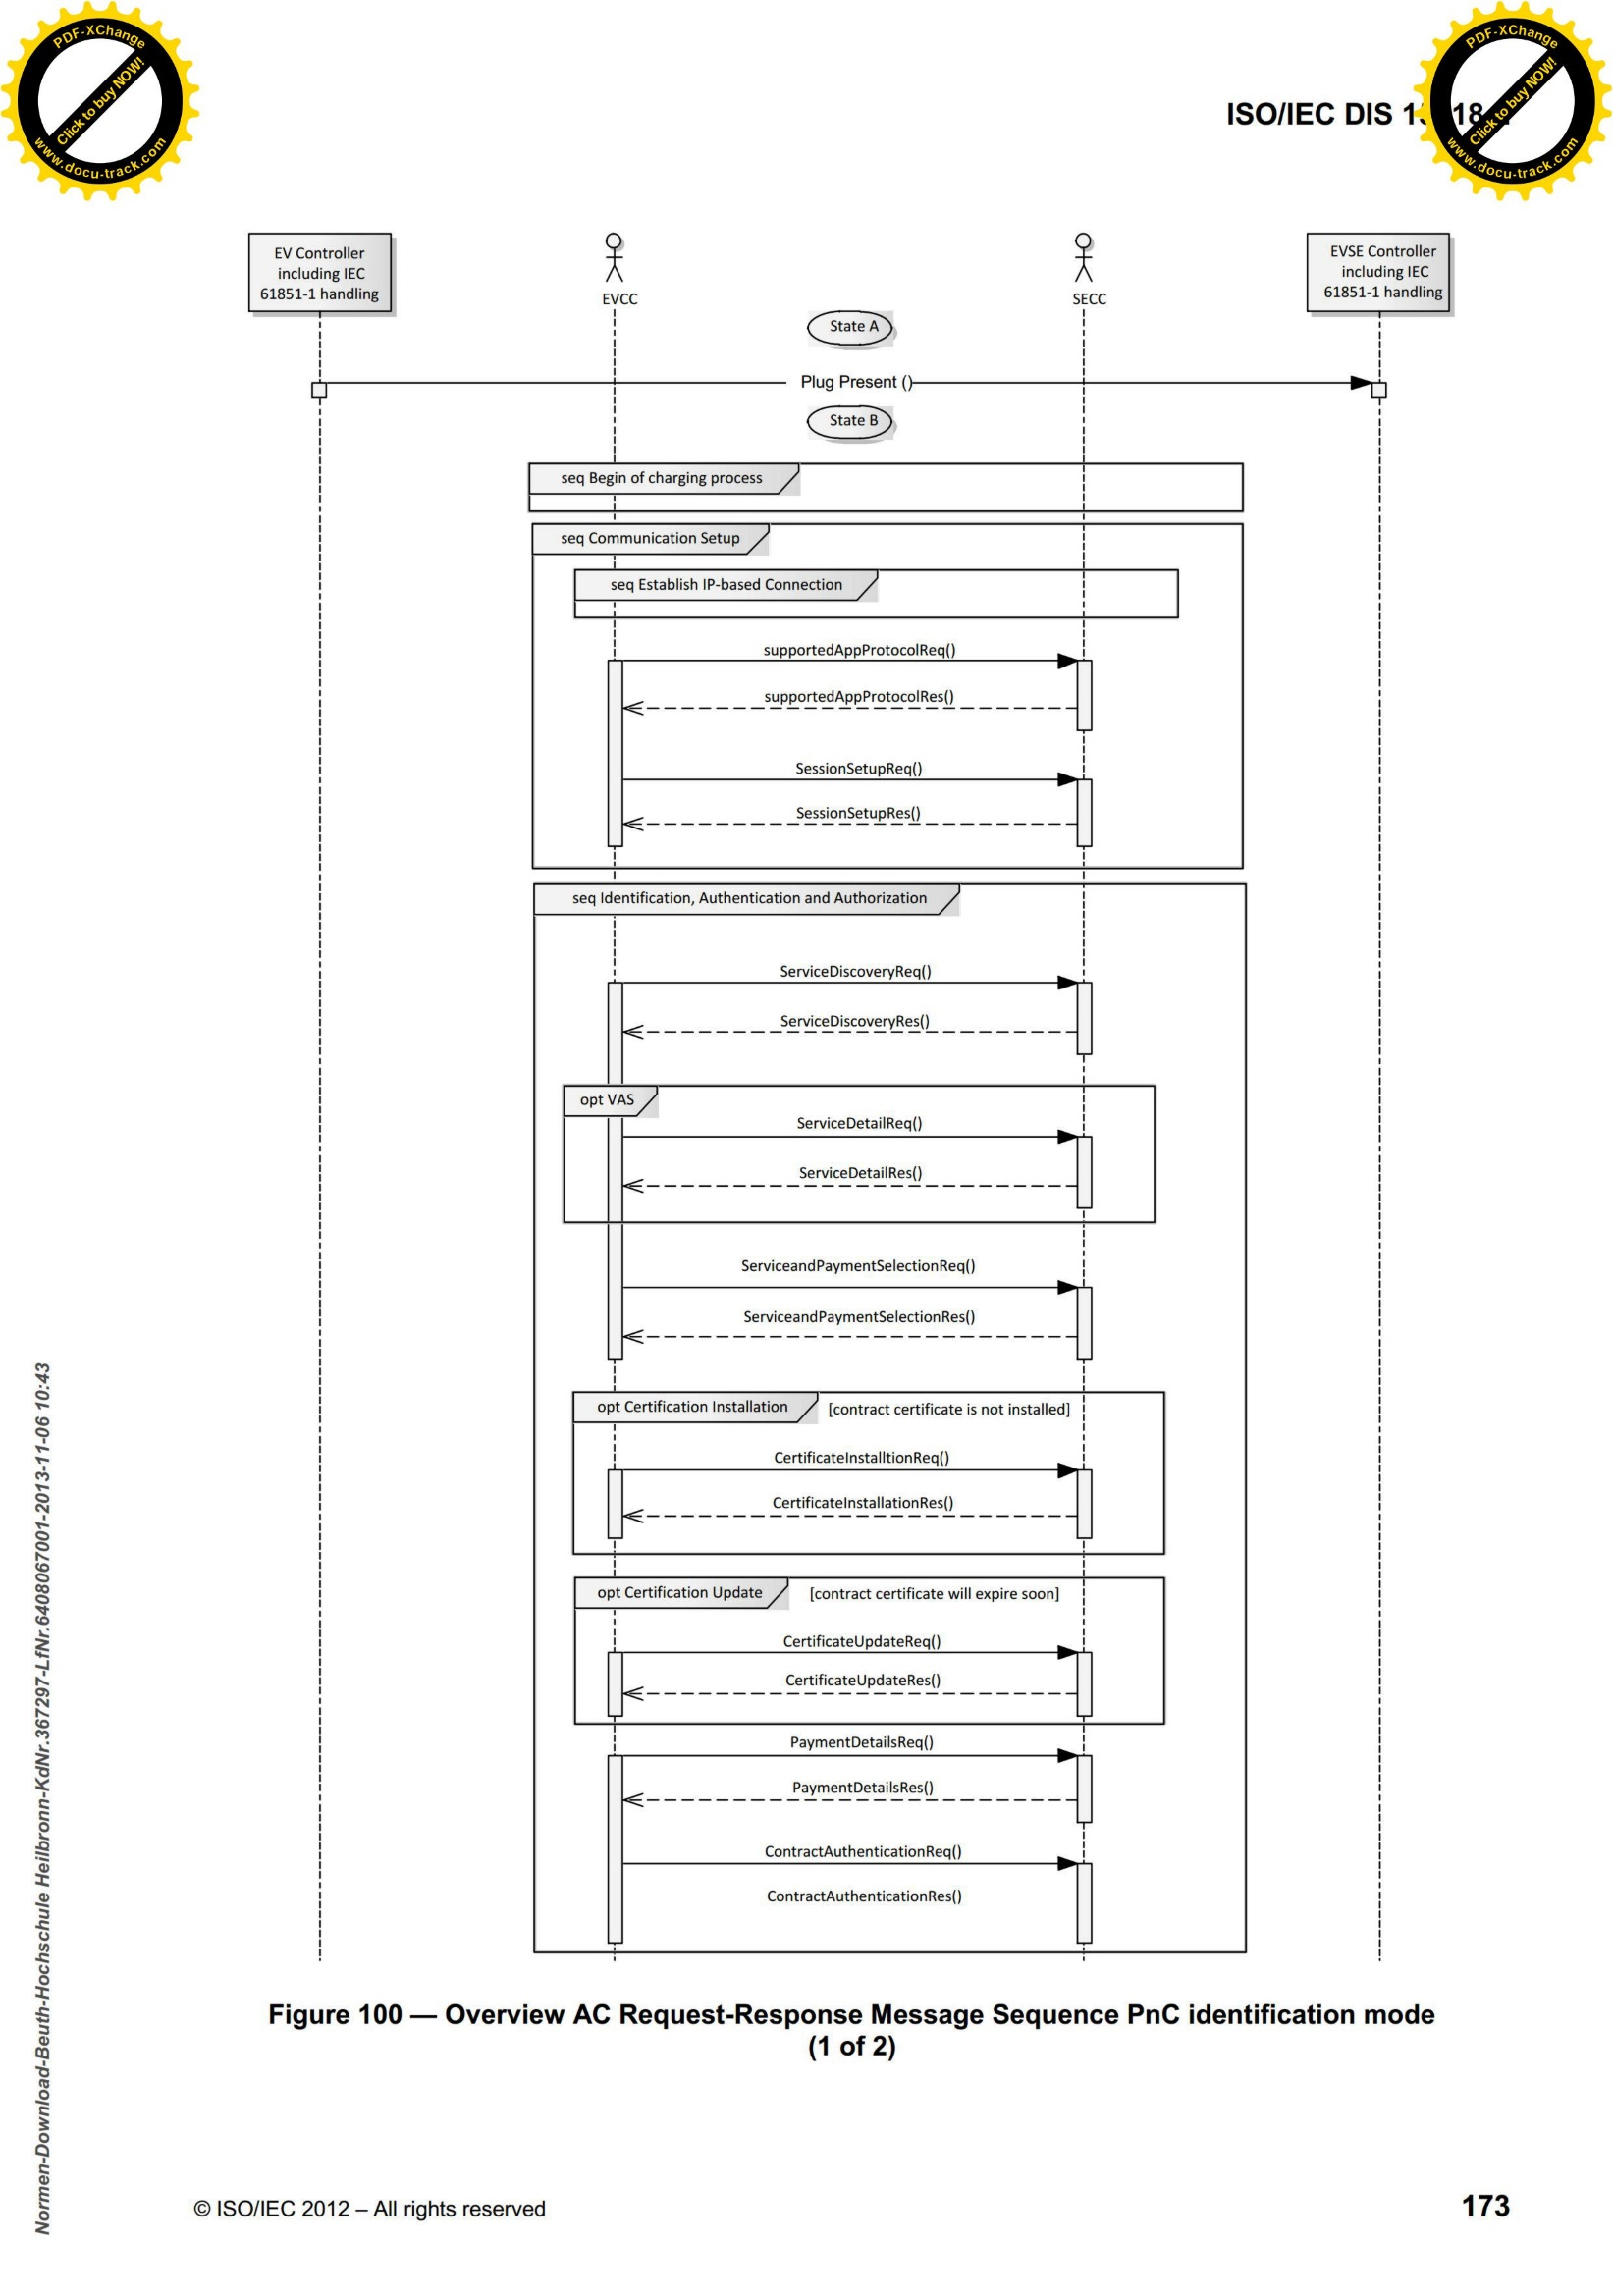 PDF-XChange
Click to buy NOW!
www.docu-track.com
PDF-XChange
Click to buy NOW!
www.docu-track.com
ISO/IEC DIS
EV Controller
including IEC
61851-1 handling
EVCC
SECC
EVSE Controller
including IEC
61851-1 handling
State A
Plug Present ()
State B
seq Begin of charging process
seq Communication Setup
seq Establish IP-based Connection
supportedAppProtocolReq()
supportedAppProtocolRes()
SessionSetupReq()
SessionSetupRes()
seq Identification, Authentication and Authorization
ServiceDiscoveryReq()
ServiceDiscoveryRes()
opt VAS
ServiceDetailReq()
ServiceDetailRes()
ServiceandPaymentSelectionReq()
ServiceandPaymentSelectionRes()
opt Certification Installation [contract certificate is not installed]
CertificateInstalltionReq()
CertificateInstallationRes()
opt Certification Update [contract certificate will expire soon]
CertificateUpdateReq()
CertificateUpdateRes()
PaymentDetailsReq()
PaymentDetailsRes()
ContractAuthenticationReq()
ContractAuthenticationRes()
Figure 100 — Overview AC Request-Response Message Sequence PnC identification mode
(1 of 2)
Normen-Download-Beuth-Hochschule Heilbronn-KdNr.367297-LfNr.6408067001-2013-11-06 10:43
© ISO/IEC 2012 – All rights reserved
173